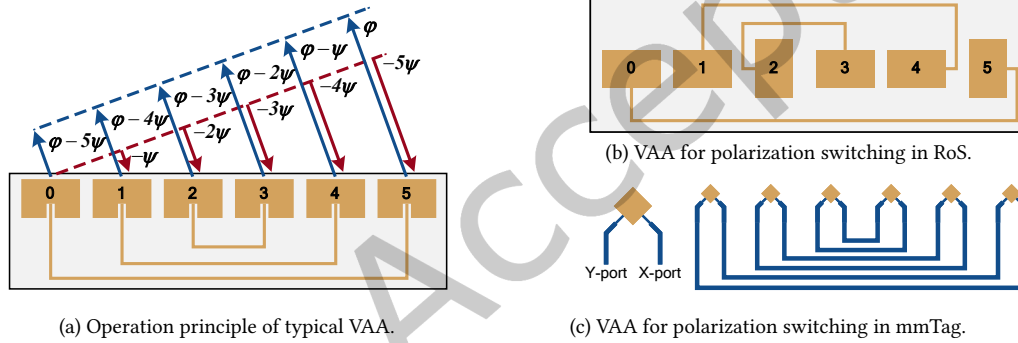 φ
φ−ψ
φ−2ψ
φ−3ψ
φ−4ψ
φ−5ψ
−ψ
−2ψ
−3ψ
−4ψ
−5ψ
0 1 2 3 4 5
(a) Operation principle of typical VAA.
0 1 2 3 4 5
(b) VAA for polarization switching in RoS.
Y-port X-port
(c) VAA for polarization switching in mmTag.
Accep